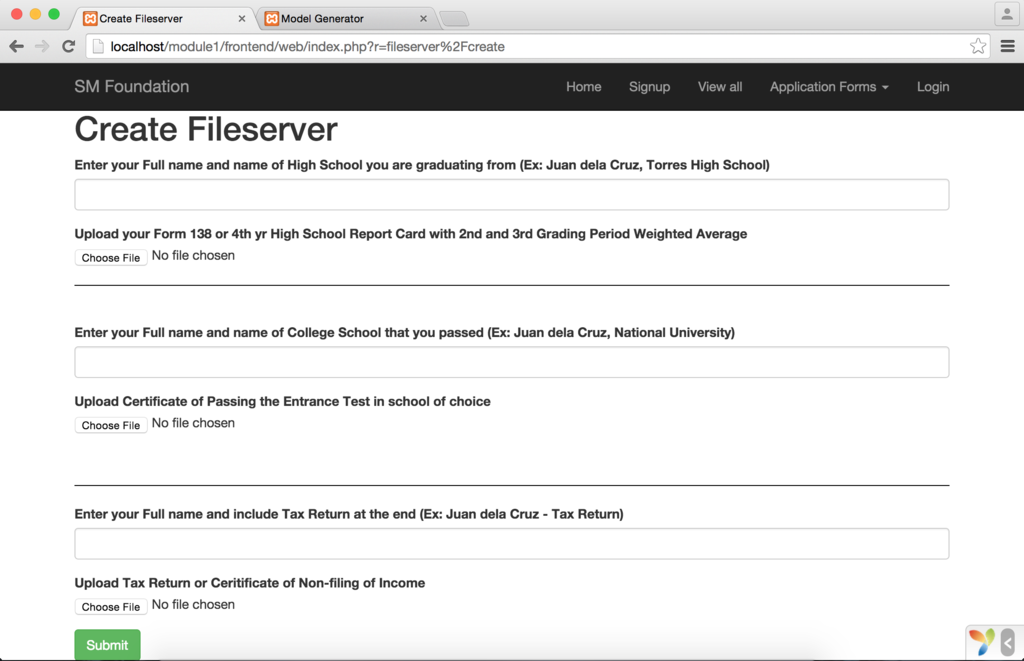 Create Fileserver
Model Generator
localhost/module1/frontend/web/index.php?r=fileserver%2Fcreate
SM Foundation
Home
Signup
View all
Application Forms
Login
Create Fileserver
Enter your Full name and name of High School you are graduating from (Ex: Juan dela Cruz, Torres High School)
Upload your Form 138 or 4th yr High School Report Card with 2nd and 3rd Grading Period Weighted Average
Choose File No file chosen
Enter your Full name and name of College School that you passed (Ex: Juan dela Cruz, National University)
Upload Certificate of Passing the Entrance Test in school of choice
Choose File No file chosen
Enter your Full name and include Tax Return at the end (Ex: Juan dela Cruz - Tax Return)
Upload Tax Return or Ceritificate of Non-filing of Income
Choose File No file chosen
Submit